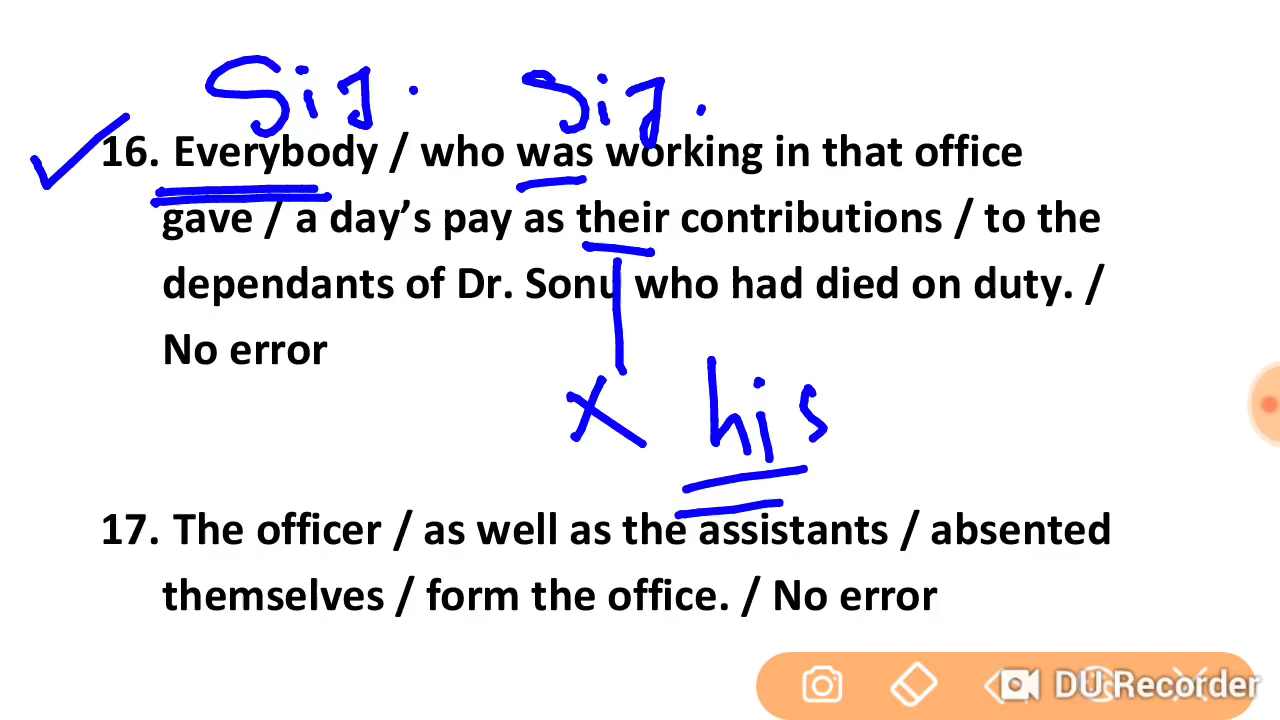 Sig. Sig.
16. Everybody / who was working in that office
gave / a day's pay as their contributions / to the
dependants of Dr. Sonu who had died on duty. /
No error
x his
17. The officer / as well as the assistants / absented
themselves / form the office. / No error
DU Recorder